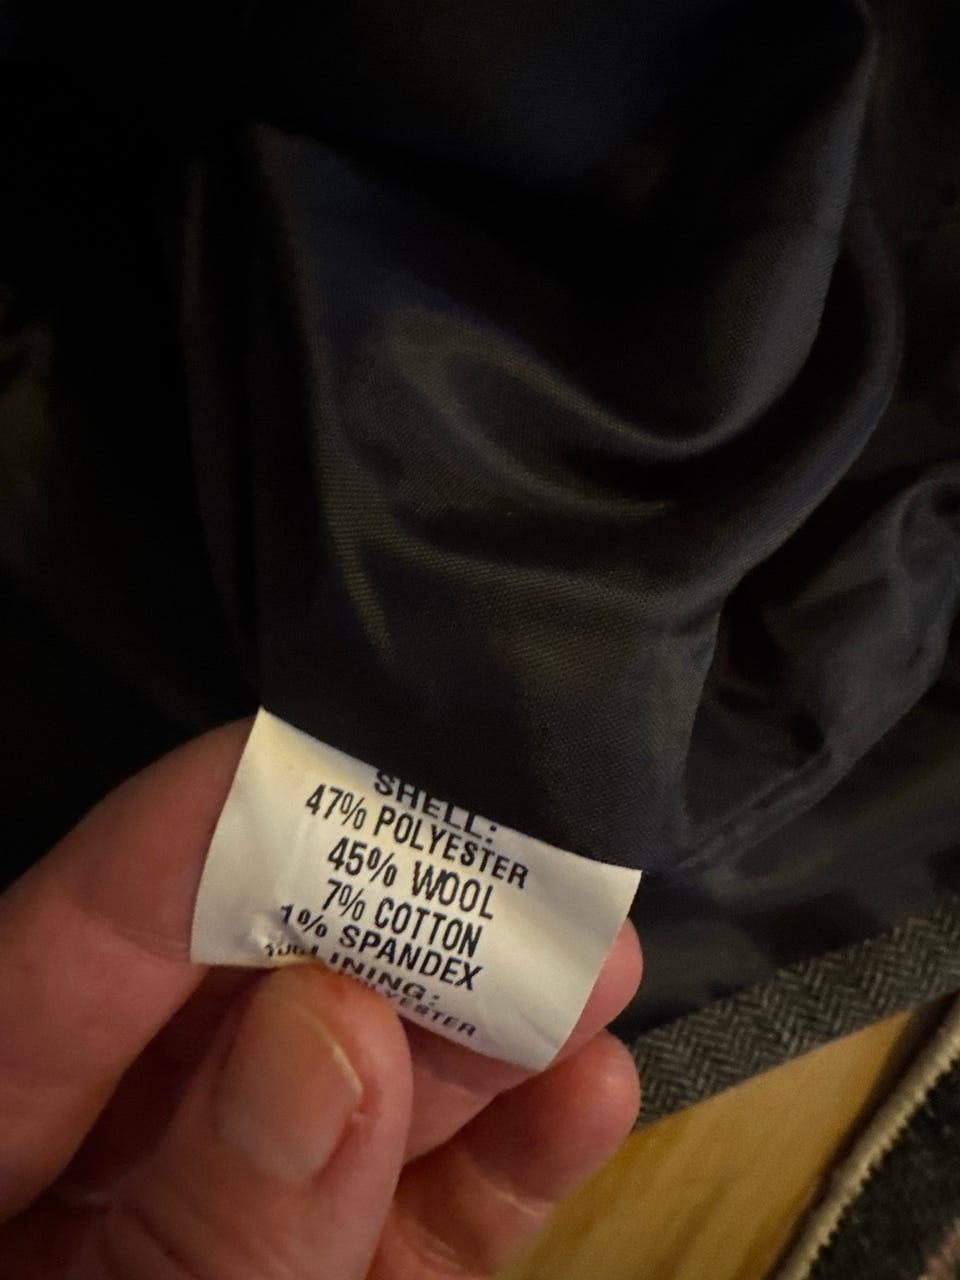 SHELL:
47% POLYESTER
45% WOOL
7% COTTON
1% SPANDEX
LINING:
POLYESTER